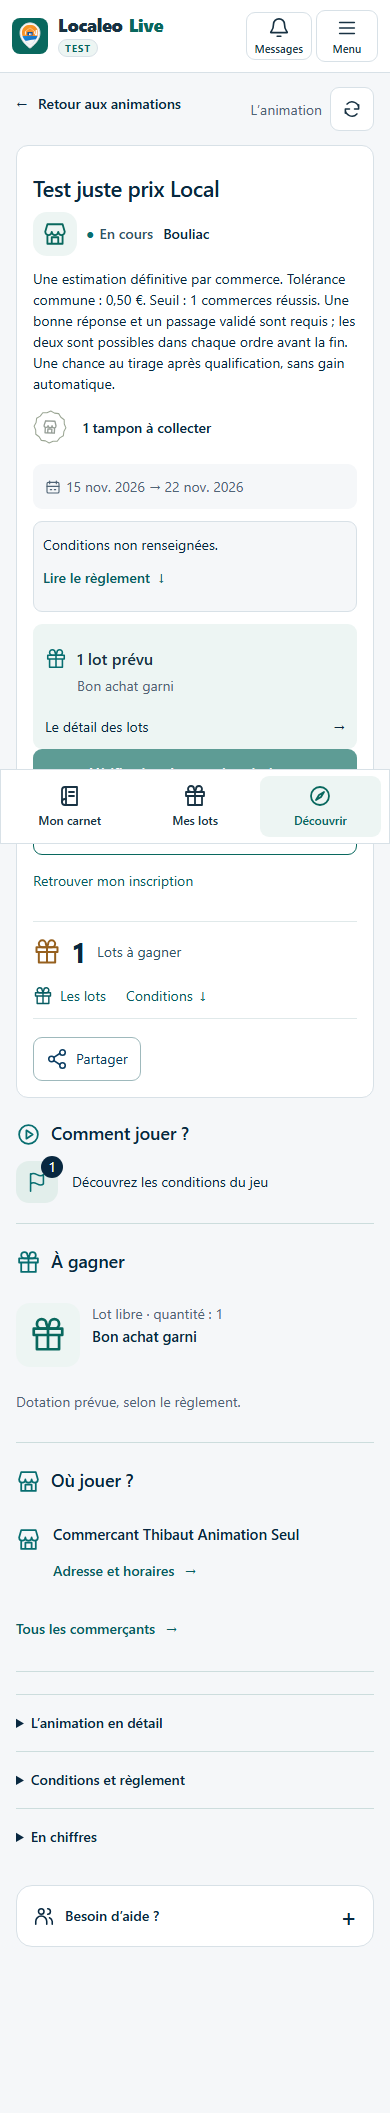 Localeo Live
TEST
Messages
Menu
← Retour aux animations
L'animation
Test juste prix Local
• En cours Bouliac
Une estimation définitive par commerce. Tolérance
commune : 0,50 €. Seuil : 1 commerces réussis. Une
bonne réponse et un passage validé sont requis ; les
deux sont possibles dans chaque ordre avant la fin.
Une chance au tirage après qualification, sans gain
automatique.
1 tampon à collecter
15 nov. 2026 → 22 nov. 2026
Conditions non renseignées.
Lire le règlement ↓
1 lot prévu
Bon achat garni
Le détail des lots →
Mon carnet
Mes lots
Découvrir
Retrouver mon inscription
1 Lots à gagner
Les lots
Conditions ↓
Partager
Comment jouer ?
1
Découvrez les conditions du jeu
À gagner
Lot libre · quantité : 1
Bon achat garni
Dotation prévue, selon le règlement.
Où jouer ?
Commercant Thibaut Animation Seul
Adresse et horaires →
Tous les commerçants →
▶ L'animation en détail
▶ Conditions et règlement
▶ En chiffres
Besoin d'aide ? +